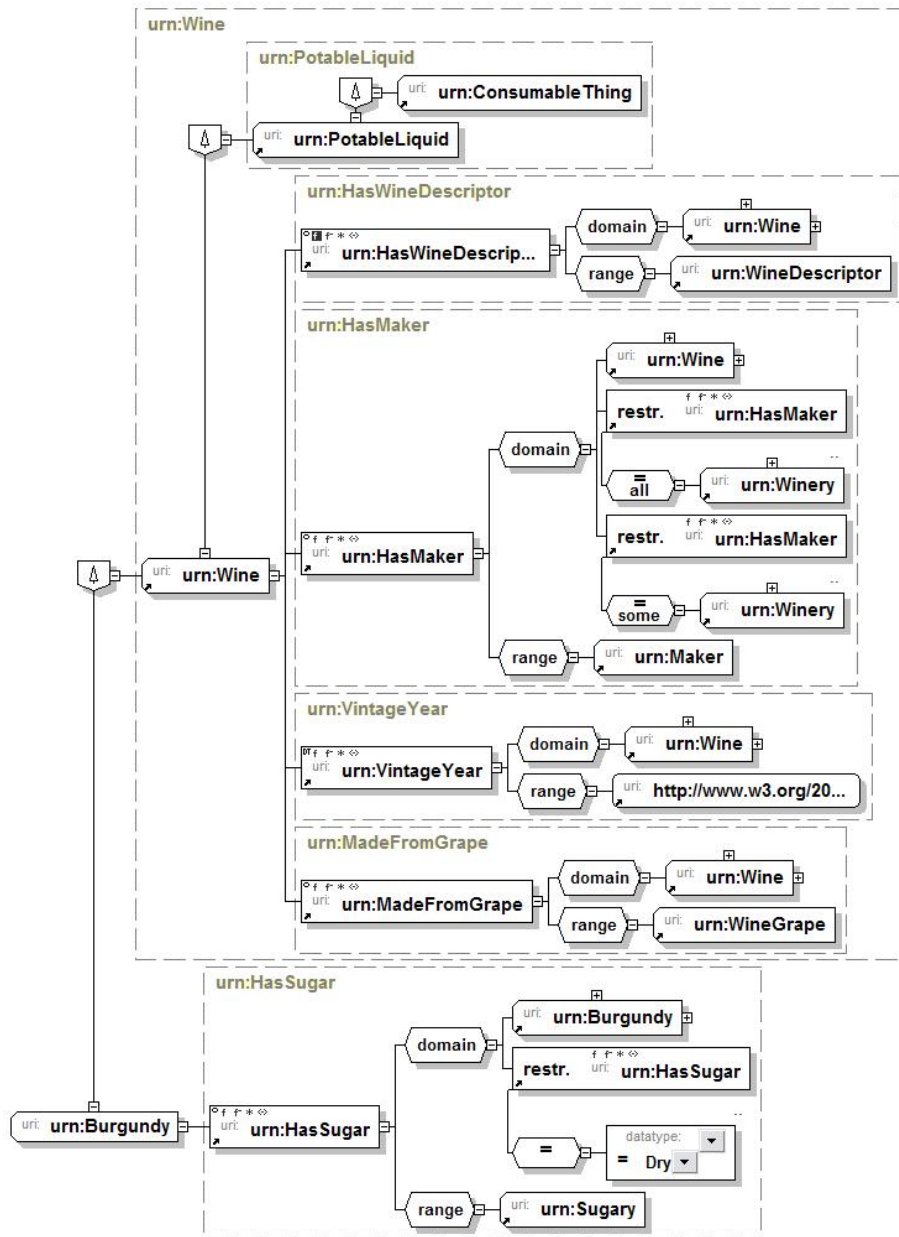 urn:Wine
urn:PotableLiquid
uri: urn:ConsumableThing
uri: urn:PotableLiquid
urn:HasWineDescriptor
domain
uri: urn:Wine
uri: urn:HasWineDescrip...
range
uri: urn:WineDescriptor
urn:HasMaker
uri: urn:Wine
restr. uri: urn:HasMaker
domain
= all
uri: urn:Winery
restr. uri: urn:HasMaker
uri: urn:HasMaker
uri: urn:Wine
= some
uri: urn:Winery
range
uri: urn:Maker
urn:VintageYear
domain
uri: urn:Wine
DT
uri: urn:VintageYear
range
uri: http://www.w3.org/20...
urn:MadeFromGrape
domain
uri: urn:Wine
uri: urn:MadeFromGrape
range
uri: urn:WineGrape
urn:HasSugar
uri: urn:Burgundy
domain
restr. uri: urn:HasSugar
uri: urn:Burgundy
uri: urn:HasSugar
=
datatype:
= Dry
range
uri: urn:Sugary